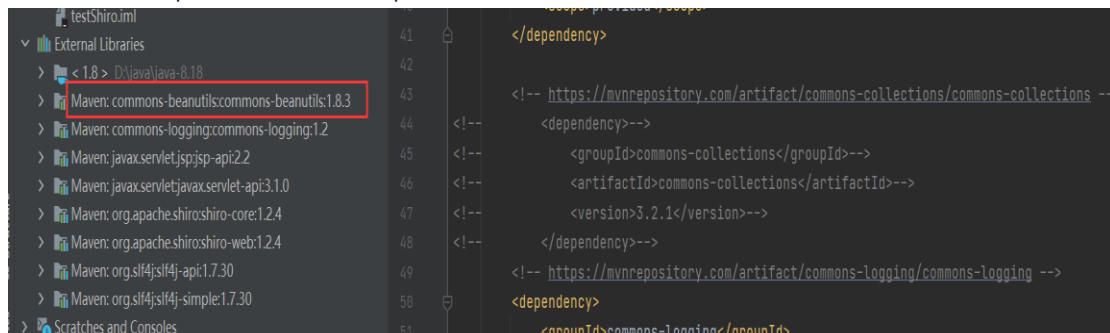 testShiro.iml
External Libraries
< 1.8 > D:\java\java-8.18
Maven: commons-beanutils:commons-beanutils:1.8.3
Maven: commons-logging:commons-logging:1.2
Maven: javax.servlet.jsp:jsp-api:2.2
Maven: javax.servlet:javax.servlet-api:3.1.0
Maven: org.apache.shiro:shiro-core:1.2.4
Maven: org.apache.shiro:shiro-web:1.2.4
Maven: org.slf4j:slf4j-api:1.7.30
Maven: org.slf4j:slf4j-simple:1.7.30
Scratches and Consoles
41 </dependency>
42
43 <!-- https://mvnrepository.com/artifact/commons-collections/commons-collections --
44 <!-- <dependency>-->
45 <!-- <groupId>commons-collections</groupId>-->
46 <!-- <artifactId>commons-collections</artifactId>-->
47 <!-- <version>3.2.1</version>-->
48 <!-- </dependency>-->
49 <!-- https://mvnrepository.com/artifact/commons-logging/commons-logging -->
50 <dependency>
51 <groupId>commons-logging</groupId>